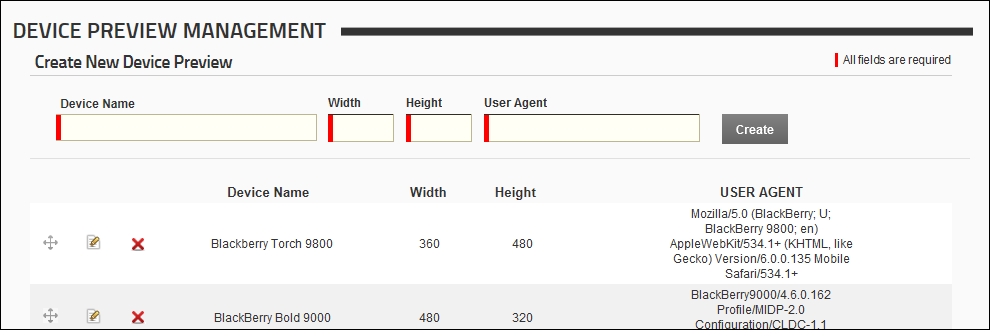 DEVICE PREVIEW MANAGEMENT
Create New Device Preview
All fields are required
Device Name Width Height User Agent
Create
Device Name Width Height USER AGENT
Blackberry Torch 9800 360 480 Mozilla/5.0 (BlackBerry; U;
BlackBerry 9800; en)
AppleWebKit/534.1+ (KHTML, like
Gecko) Version/6.0.0.135 Mobile
Safari/534.1+
BlackBerry Bold 9000 480 320 BlackBerry9000/4.6.0.162
Profile/MIDP-2.0
Configuration/CLDC-1.1